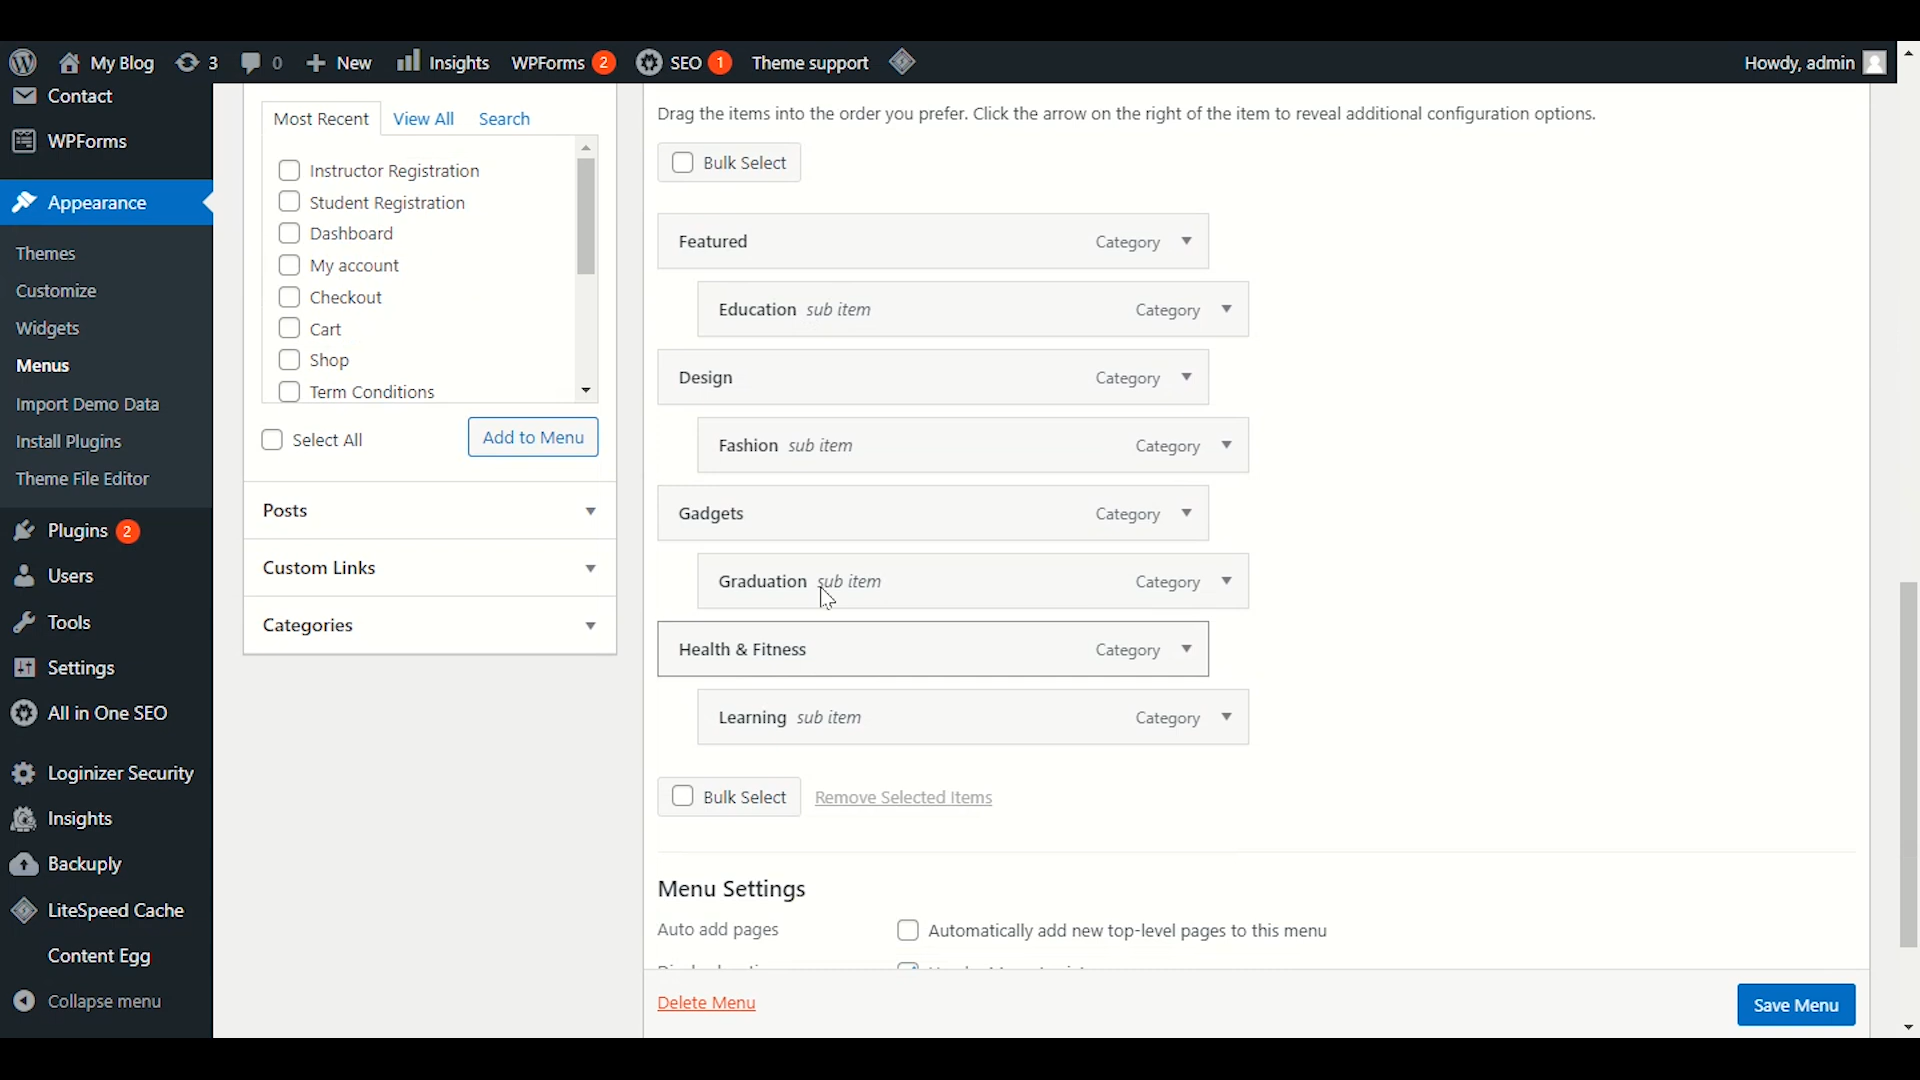 My Blog 3 0 New Insights WPForms 2 SEO 1 Theme support Howdy, admin
Contact
WPForms
Appearance
Themes
Customize
Widgets
Menus
Import Demo Data
Install Plugins
Theme File Editor
Plugins 2
Users
Tools
Settings
All in One SEO
Loginizer Security
Insights
Backuply
LiteSpeed Cache
Content Egg
Collapse menu
Most Recent View All Search
Instructor Registration
Student Registration
Dashboard
My account
Checkout
Cart
Shop
Term Conditions
Select All Add to Menu
Posts
Custom Links
Categories
Drag the items into the order you prefer. Click the arrow on the right of the item to reveal additional configuration options.
Bulk Select
Featured Category
Education sub item Category
Design Category
Fashion sub item Category
Gadgets Category
Graduation sub item Category
Health & Fitness Category
Learning sub item Category
Bulk Select Remove Selected Items
Menu Settings
Auto add pages Automatically add new top-level pages to this menu
Delete Menu Save Menu